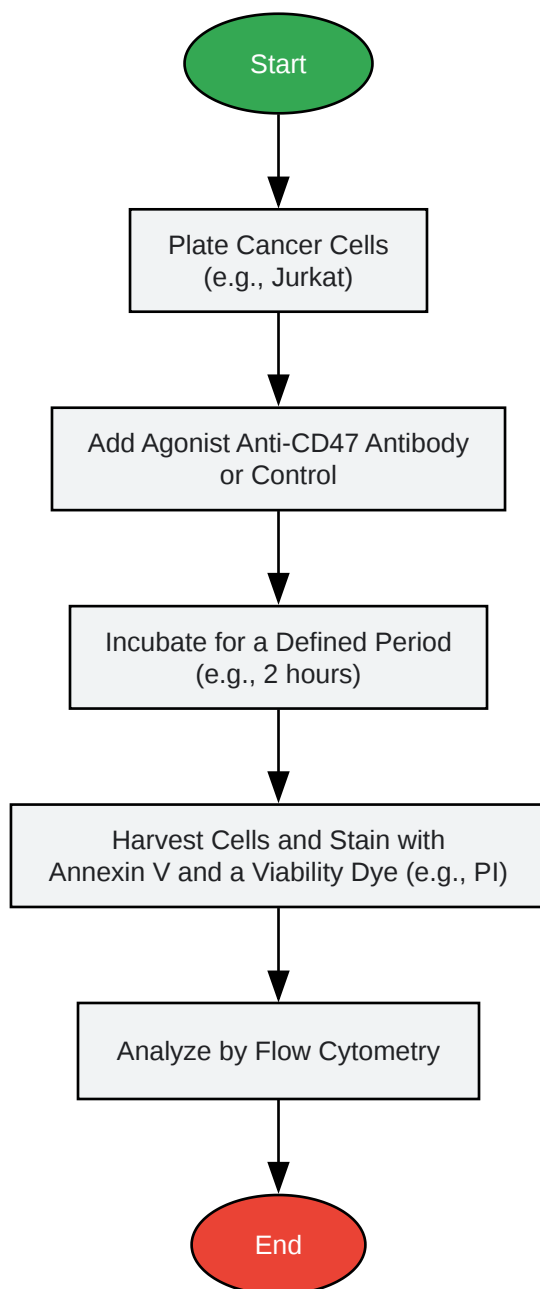 Start
Plate Cancer Cells
(e.g., Jurkat)
Add Agonist Anti-CD47 Antibody
or Control
Incubate for a Defined Period
(e.g., 2 hours)
Harvest Cells and Stain with
Annexin V and a Viability Dye (e.g., PI)
Analyze by Flow Cytometry
End